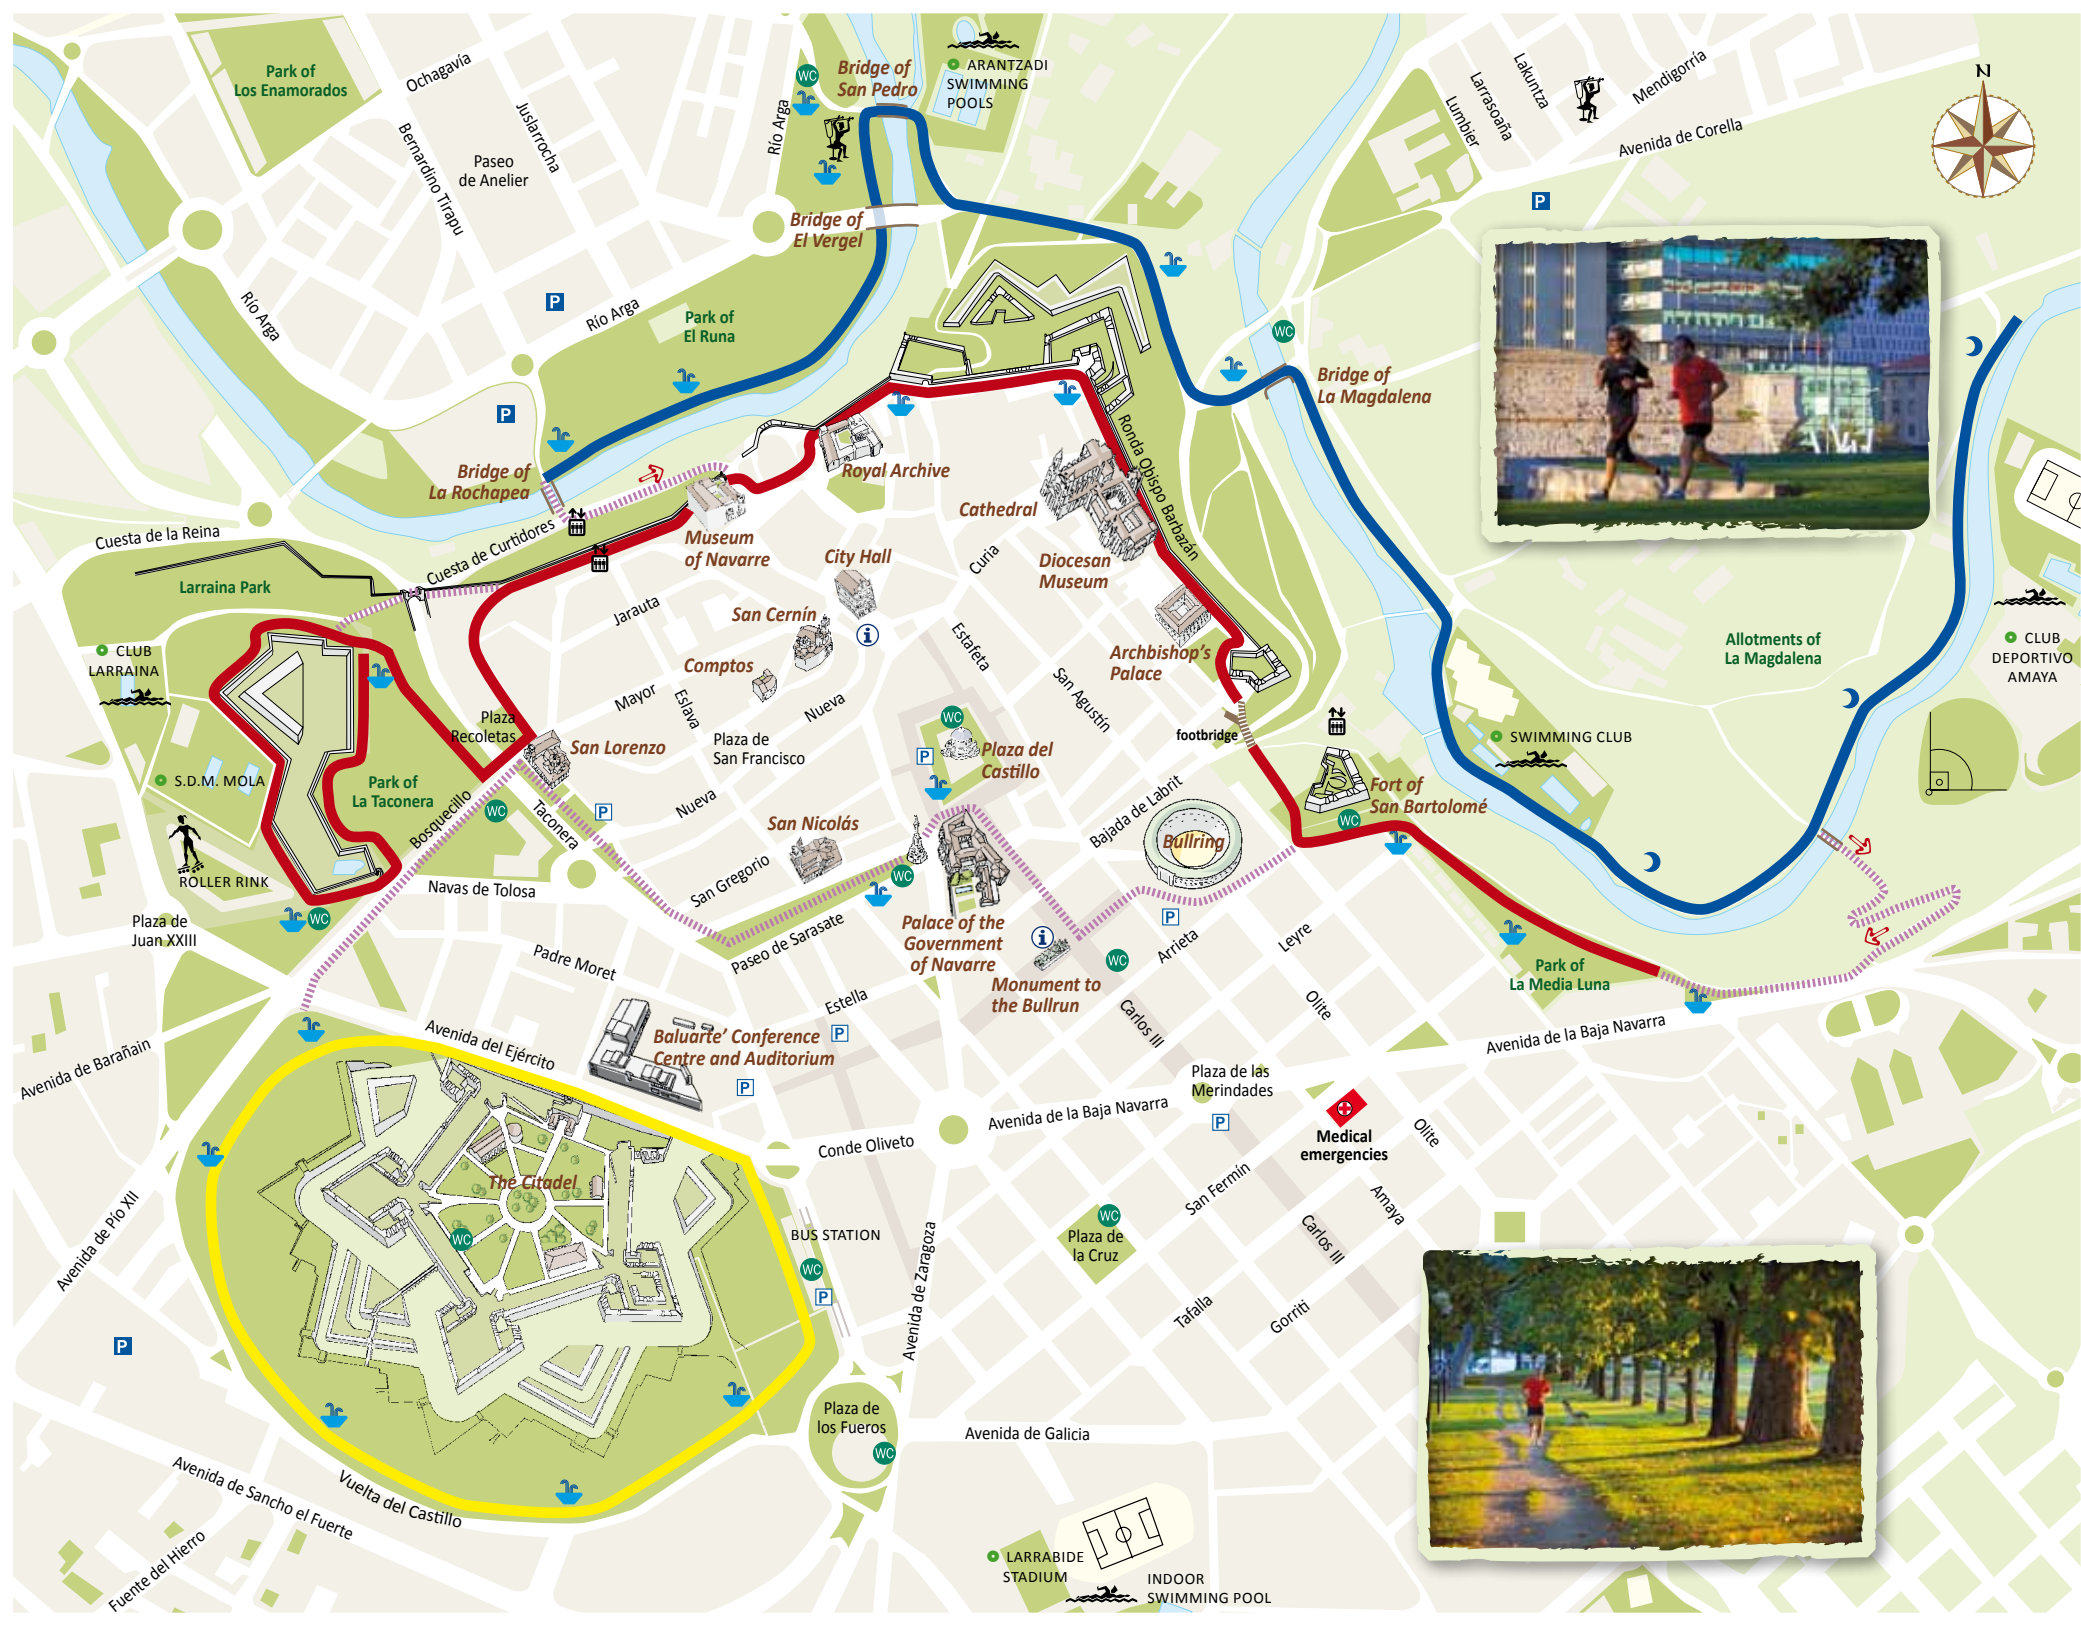 Park of
Los Enamorados
Ochagavía
Juslarrocha
Bernardino Tirapu
Paseo
de Anelier
Río Arga
WC
Bridge of
San Pedro
ARANTZADI
SWIMMING
POOLS
Lakuntza
Larrasoaña
Lumbier
Mendigorría
Avenida de Corella
N
P
Bridge of
El Vergel
Río Arga
P
Río Arga
Park of
El Runa
WC
Bridge of
La Magdalena
P
Bridge of
La Rochapea
Royal Archive
Ronda Obispo Barbazán
Cathedral
Cuesta de la Reina
Cuesta de Curtidores
Museum
of Navarre
City Hall
Curia
Diocesan
Museum
Larraina Park
Jarauta
San Cernín
i
Estafeta
Archbishop's
Palace
Allotments of
La Magdalena
CLUB
DEPORTIVO
AMAYA
CLUB
LARRAINA
Comptos
Mayor
Eslava
Nueva
San Agustín
Plaza
Recoletas
San Lorenzo
Plaza de
San Francisco
WC
P
Plaza del
Castillo
footbridge
SWIMMING CLUB
S.D.M. MOLA
Park of
La Taconera
Bosquecillo
WC
Taconera
P
Nueva
Bajada de Labrit
Fort of
San Bartolomé
WC
San Nicolás
Bullring
ROLLER RINK
Navas de Tolosa
San Gregorio
WC
WC
Plaza de
Juan XXIII
Paseo de Sarasate
Palace of the
Government
of Navarre
P
i
Arrieta
Leyre
WC
Padre Moret
Monument to
the Bullrun
Park of
La Media Luna
Estella
P
Carlos III
Olite
Avenida de Barañain
Avenida del Ejército
Baluarte' Conference
Centre and Auditorium
P
Avenida de la Baja Navarra
Plaza de las
Merindades
P
Avenida de la Baja Navarra
Conde Oliveto
Medical
emergencies
Olite
The Citadel
WC
Avenida de Pío XII
San Fermín
Amaya
BUS STATION
WC
P
Avenida de Zaragoza
WC
Plaza de
la Cruz
Carlos III
Tafalla
Gorriti
P
Plaza de
los Fueros
WC
Avenida de Galicia
Vuelta del Castillo
Avenida de Sancho el Fuerte
Fuente del Hierro
LARRABIDE
STADIUM
INDOOR
SWIMMING POOL